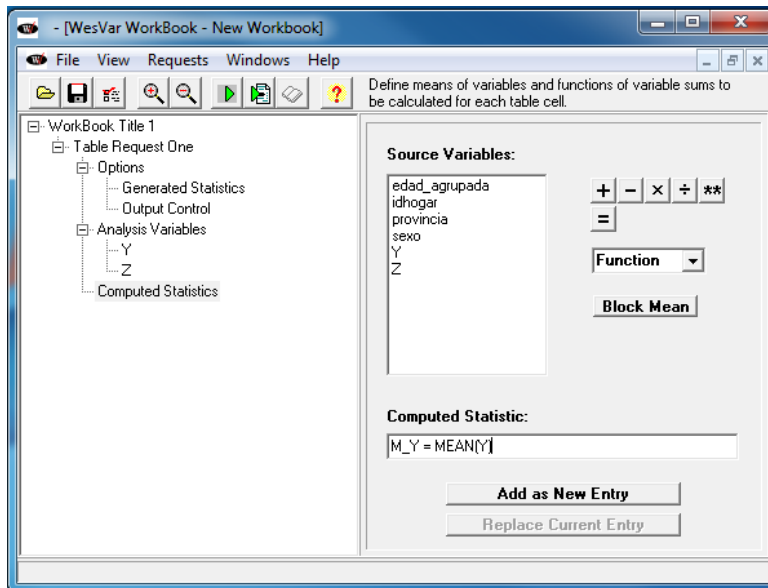 - [WesVar WorkBook - New Workbook]
File View Requests Windows Help
Define means of variables and functions of variable sums to
be calculated for each table cell.
WorkBook Title 1
Table Request One
Options
Generated Statistics
Output Control
Analysis Variables
Y
Z
Computed Statistics
Source Variables:
edad_agrupada
idhogar
provincia
sexo
Y
Z
+ - × ÷ **
=
Function
Block Mean
Computed Statistic:
M_Y = MEAN(Y)
Add as New Entry
Replace Current Entry